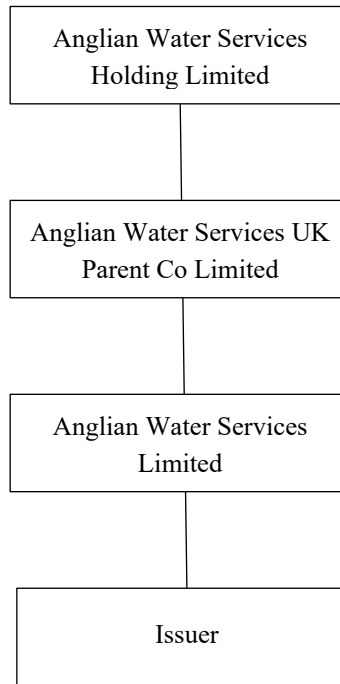 Anglian Water Services
Holding Limited
Anglian Water Services UK
Parent Co Limited
Anglian Water Services
Limited
Issuer